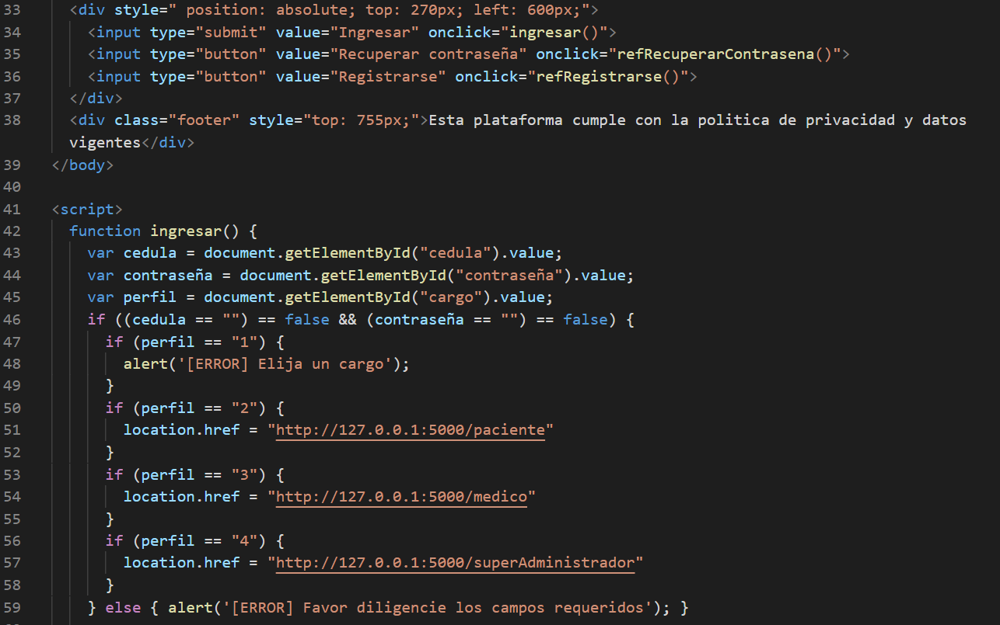 33 <div style=" position: absolute; top: 270px; left: 600px;">
34 <input type="submit" value="Ingresar" onclick="ingresar()">
35 <input type="button" value="Recuperar contraseña" onclick="refRecuperarContrasena()">
36 <input type="button" value="Registrarse" onclick="refRegistrarse()">
37 </div>
38 <div class="footer" style="top: 755px;">Esta plataforma cumple con la politica de privacidad y datos
vigentes</div>
39 </body>
40
41 <script>
42 function ingresar() {
43 var cedula = document.getElementById("cedula").value;
44 var contraseña = document.getElementById("contraseña").value;
45 var perfil = document.getElementById("cargo").value;
46 if ((cedula == "") == false && (contraseña == "") == false) {
47 if (perfil == "1") {
48 alert('[ERROR] Elija un cargo');
49 }
50 if (perfil == "2") {
51 location.href = "http://127.0.0.1:5000/paciente"
52 }
53 if (perfil == "3") {
54 location.href = "http://127.0.0.1:5000/medico"
55 }
56 if (perfil == "4") {
57 location.href = "http://127.0.0.1:5000/superAdministrador"
58 }
59 } else { alert('[ERROR] Favor diligencie los campos requeridos'); }